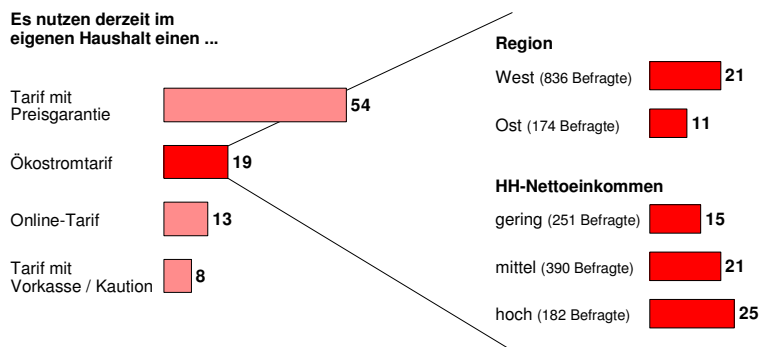 Es nutzen derzeit im
eigenen Haushalt einen ...
Tarif mit
Preisgarantie
54
Ökostromtarif
19
Online-Tarif
13
Tarif mit
Vorkasse / Kaution
8
Region
West (836 Befragte)
21
Ost (174 Befragte)
11
HH-Nettoeinkommen
gering (251 Befragte)
15
mittel (390 Befragte)
21
hoch (182 Befragte)
25